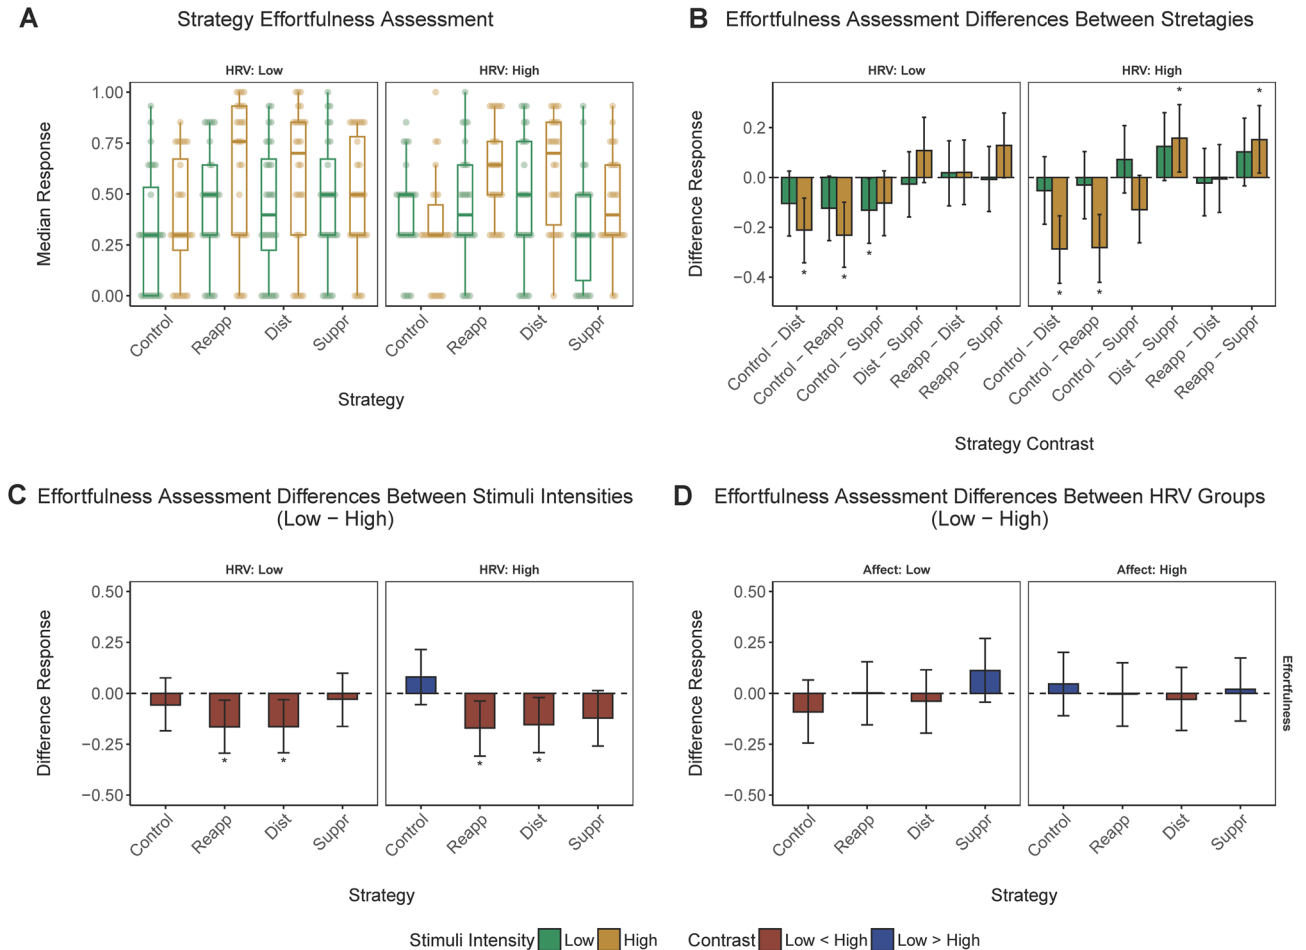 A
Strategy Effortfulness Assessment
HRV: Low
HRV: High
Median Response
1.00
0.75
0.50
0.25
0.00
Control
Reapp
Dist
Suppr
Control
Reapp
Dist
Suppr
Strategy
B
Effortfulness Assessment Differences Between Stretagies
HRV: Low
HRV: High
Difference Response
0.2
0.0
−0.2
−0.4
*
*
*
*
*
*
*
Control − Dist
Control − Reapp
Control − Suppr
Dist − Suppr
Reapp − Dist
Reapp − Suppr
Control − Dist
Control − Reapp
Control − Suppr
Dist − Suppr
Reapp − Dist
Reapp − Suppr
Strategy Contrast
C
Effortfulness Assessment Differences Between Stimuli Intensities
(Low − High)
HRV: Low
HRV: High
Difference Response
0.50
0.25
0.00
−0.25
−0.50
*
*
*
*
Control
Reapp
Dist
Suppr
Control
Reapp
Dist
Suppr
Strategy
D
Effortfulness Assessment Differences Between HRV Groups
(Low − High)
Affect: Low
Affect: High
Difference Response
0.50
0.25
0.00
−0.25
−0.50
Effortfulness
Control
Reapp
Dist
Suppr
Control
Reapp
Dist
Suppr
Strategy
Stimuli Intensity Low High Contrast Low < High Low > High